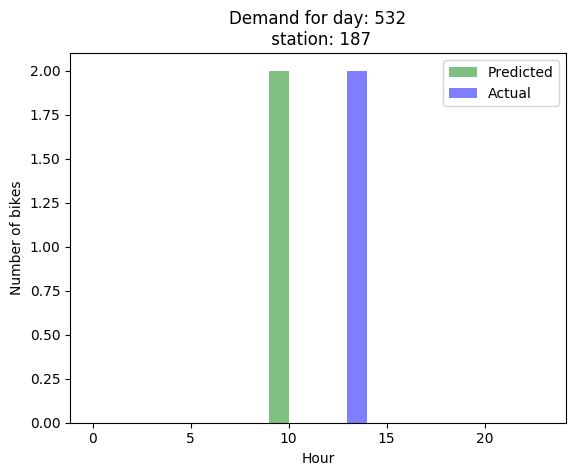 Demand for day: 532
station: 187
Predicted
Actual
Number of bikes
2.00
1.75
1.50
1.25
1.00
0.75
0.50
0.25
0.00
0 5 10 15 20
Hour